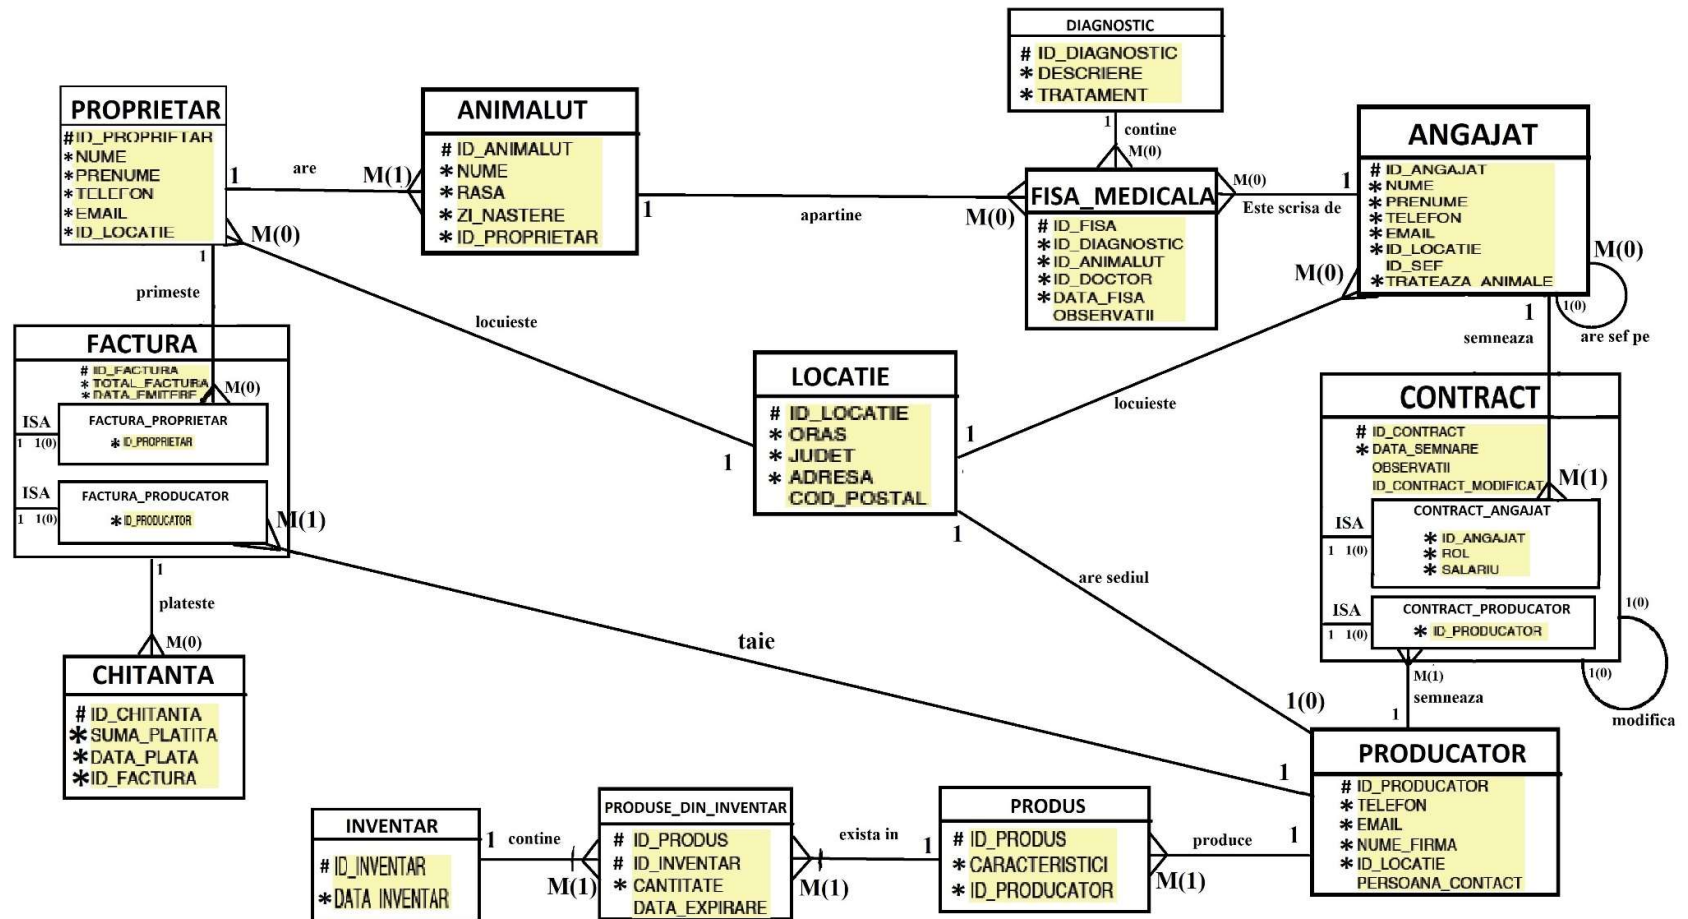 DIAGNOSTIC
# ID_DIAGNOSTIC
* DESCRIERE
* TRATAMENT
1
contine
M(0)
PROPRIETAR
# ID_PROPRIETAR
* NUME
* PRENUME
* TELEFON
* EMAIL
* ID_LOCATIE
1
are
M(1)
ANIMALUT
# ID_ANIMALUT
* NUME
* RASA
* ZI_NASTERE
* ID_PROPRIETAR
1
apartine
M(0)
FISA_MEDICALA
# ID_FISA
* ID_DIAGNOSTIC
* ID_ANIMALUT
* ID_DOCTOR
* DATA_FISA
OBSERVATII
M(0)
Este scrisa de
1
ANGAJAT
# ID_ANGAJAT
* NUME
* PRENUME
* TELEFON
* EMAIL
* ID_LOCATIE
ID_SEF
* TRATEAZA_ANIMALE
M(0)
1(0)
are sef pe
M(0)
locuieste
1
M(0)
locuieste
1
1
primeste
M(0)
FACTURA
# ID_FACTURA
* TOTAL_FACTURA
* DATA_EMITERE
ISA
1 1(0)
FACTURA_PROPRIETAR
* ID_PROPRIETAR
ISA
1 1(0)
FACTURA_PRODUCATOR
* ID_PRODUCATOR
M(1)
taie
1
LOCATIE
# ID_LOCATIE
* ORAS
* JUDET
* ADRESA
COD_POSTAL
1
are sediul
1(0)
1
semneaza
M(1)
CONTRACT
# ID_CONTRACT
* DATA_SEMNARE
OBSERVATII
ID_CONTRACT_MODIFICAT
ISA
1 1(0)
CONTRACT_ANGAJAT
* ID_ANGAJAT
* ROL
* SALARIU
ISA
1 1(0)
CONTRACT_PRODUCATOR
* ID_PRODUCATOR
1(0)
1(0)
modifica
M(1)
semneaza
1
1
plateste
M(0)
CHITANTA
# ID_CHITANTA
* SUMA_PLATITA
* DATA_PLATA
* ID_FACTURA
INVENTAR
# ID_INVENTAR
* DATA INVENTAR
1
contine
M(1)
PRODUSE_DIN_INVENTAR
# ID_PRODUS
# ID_INVENTAR
* CANTITATE
DATA_EXPIRARE
M(1)
exista in
1
PRODUS
# ID_PRODUS
* CARACTERISTICI
* ID_PRODUCATOR
M(1)
produce
1
PRODUCATOR
# ID_PRODUCATOR
* TELEFON
* EMAIL
* NUME_FIRMA
* ID_LOCATIE
PERSOANA_CONTACT